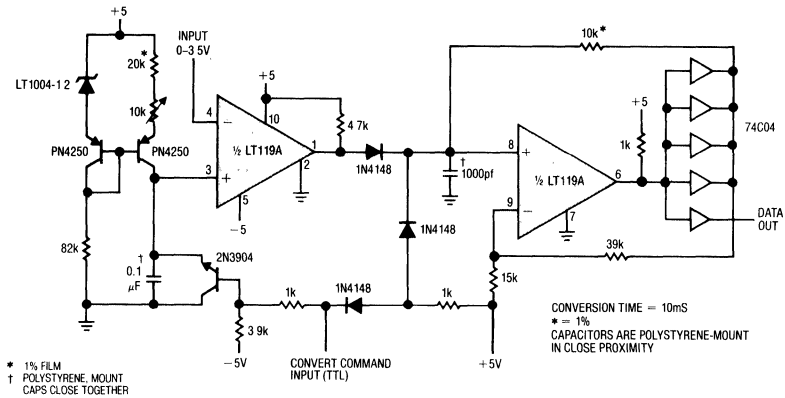 +5
INPUT
0–3 5V
20k*
LT1004-1 2
10k
PN4250
PN4250
+5
10
4
−
½ LT119A
3
+
5
−5
1
2
4 7k
1N4148
10k*
+5
1k
74C04
8
+
†
1000pf
½ LT119A
6
9
−
7
DATA
OUT
1N4148
39k
15k
82k
†
0.1
µF
2N3904
1k
1N4148
1k
3 9k
−5V
CONVERT COMMAND
INPUT (TTL)
+5V
CONVERSION TIME = 10mS
* = 1%
CAPACITORS ARE POLYSTYRENE-MOUNT
IN CLOSE PROXIMITY
* 1% FILM
† POLYSTYRENE, MOUNT
CAPS CLOSE TOGETHER